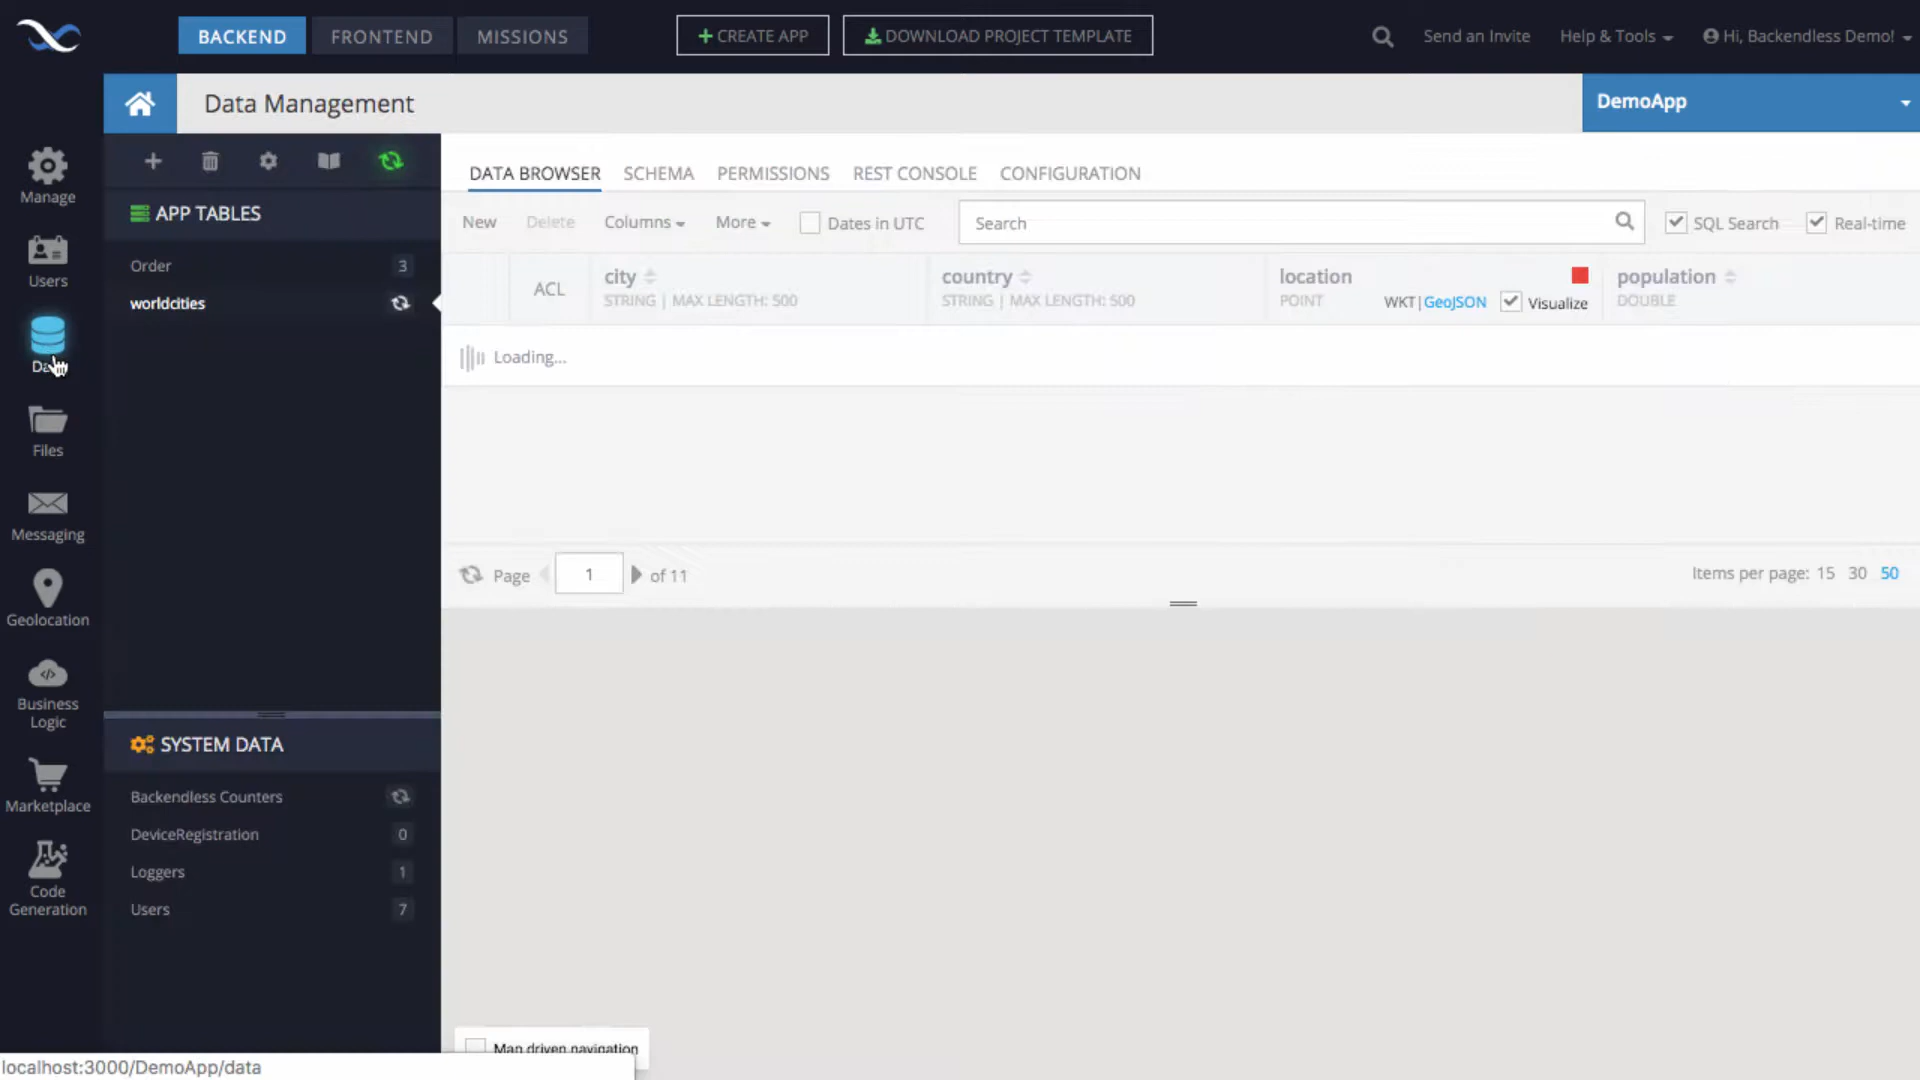 BACKEND FRONTEND MISSIONS
CREATE APP
DOWNLOAD PROJECT TEMPLATE
Send an Invite
Help & Tools
Hi, Backendless Demo!
Data Management
DemoApp
Manage
Users
Files
Messaging
Geolocation
Business
Logic
Marketplace
Code
Generation
APP TABLES
Order 3
worldcities
SYSTEM DATA
Backendless Counters
DeviceRegistration 0
Loggers 1
Users 7
DATA BROWSER SCHEMA PERMISSIONS REST CONSOLE CONFIGURATION
New Delete Columns More Dates in UTC Search SQL Search Real-time
ACL
city
STRING | MAX LENGTH: 500
country
STRING | MAX LENGTH: 500
location
POINT WKT|GeoJSON Visualize
population
DOUBLE
Loading...
Page 1 of 11
Items per page: 15 30 50
Map driven navigation
localhost:3000/DemoApp/data